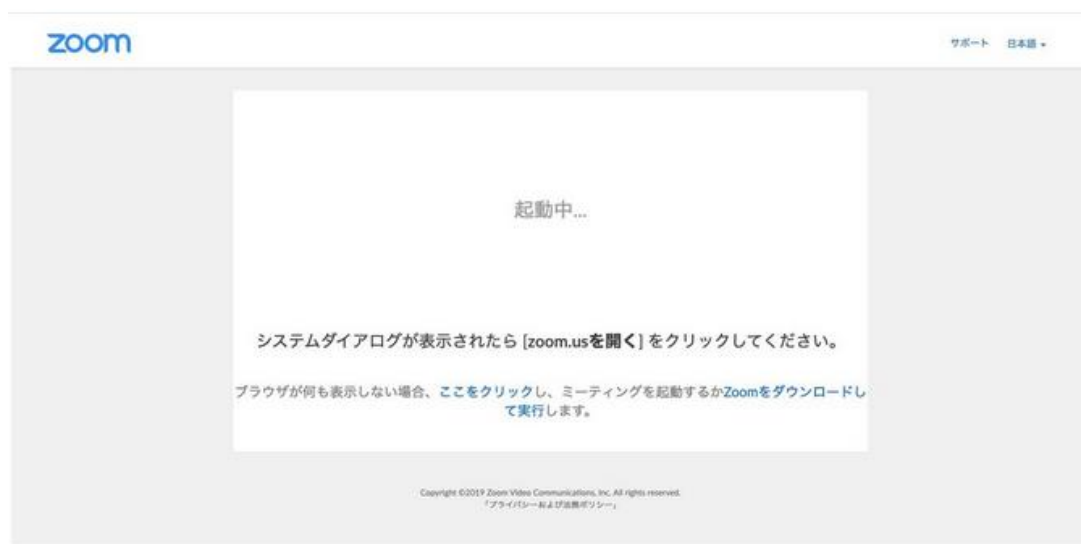 zoom
サポート 日本語
起動中...
システムダイアログが表示されたら [zoom.usを開く] をクリックしてください。
ブラウザが何も表示しない場合、ここをクリックし、ミーティングを起動するかZoomをダウンロードし
て実行します。
Copyright ©2019 Zoom Video Communications, Inc. All rights reserved.
「プライバシーおよび法務ポリシー」